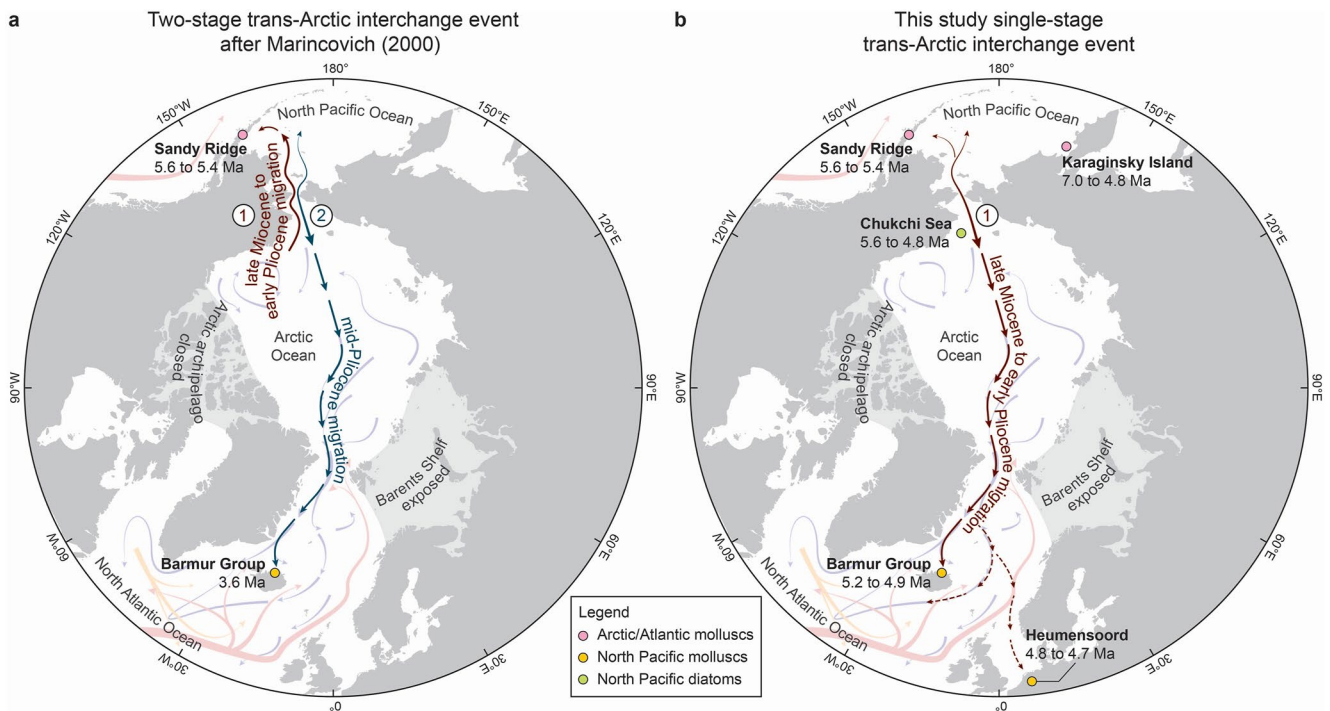 a
Two-stage trans-Arctic interchange event
after Marincovich (2000)
180°
150°W
150°E
120°W
120°E
90°W
90°E
60°W
60°E
30°W
30°E
0°
North Pacific Ocean
Sandy Ridge
5.6 to 5.4 Ma
1
2
late Miocene to
early Pliocene migration
Arctic archipelago
closed
Arctic
Ocean
mid-Pliocene migration
Barents Shelf
exposed
Barmur Group
3.6 Ma
North Atlantic Ocean
Legend
Arctic/Atlantic molluscs
North Pacific molluscs
North Pacific diatoms
b
This study single-stage
trans-Arctic interchange event
180°
150°W
150°E
120°W
120°E
90°W
90°E
60°W
60°E
30°W
30°E
0°
North Pacific Ocean
Sandy Ridge
5.6 to 5.4 Ma
Karaginsky Island
7.0 to 4.8 Ma
Chukchi Sea
5.6 to 4.8 Ma
1
late Miocene to early Pliocene migration
Arctic archipelago
closed
Arctic
Ocean
Barents Shelf
exposed
Barmur Group
5.2 to 4.9 Ma
North Atlantic Ocean
Heumensoord
4.8 to 4.7 Ma